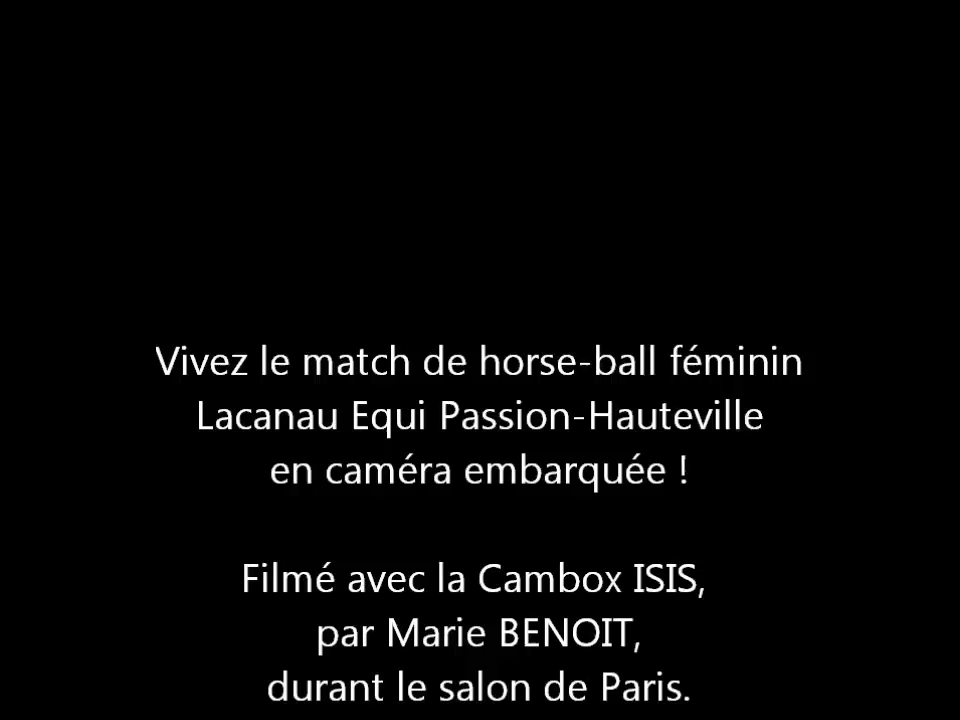 Vivez le match de horse-ball féminin
Lacanau Equi Passion-Hauteville
en caméra embarquée !
Filmé avec la Cambox ISIS,
par Marie BENOIT,
durant le salon de Paris.